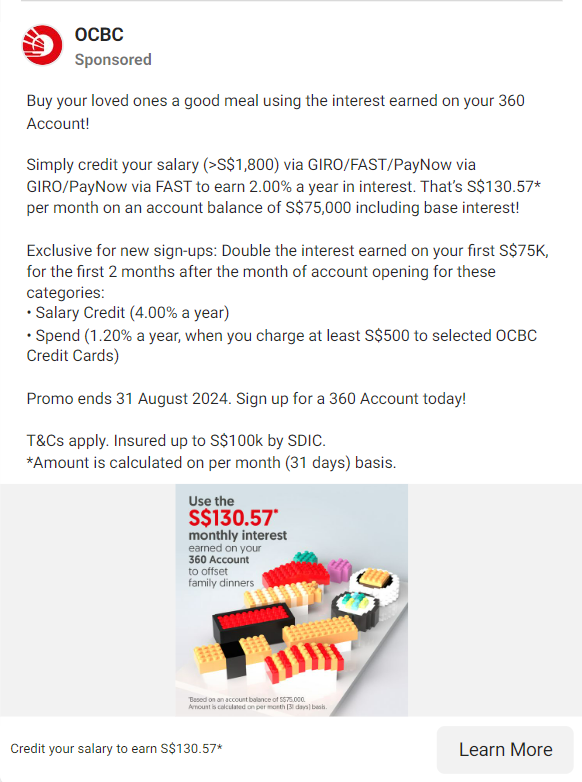 OCBC
Sponsored
Buy your loved ones a good meal using the interest earned on your 360
Account!
Simply credit your salary (>S$1,800) via GIRO/FAST/PayNow via
GIRO/PayNow via FAST to earn 2.00% a year in interest. That's S$130.57*
per month on an account balance of S$75,000 including base interest!
Exclusive for new sign-ups: Double the interest earned on your first S$75K,
for the first 2 months after the month of account opening for these
categories:
• Salary Credit (4.00% a year)
• Spend (1.20% a year, when you charge at least S$500 to selected OCBC
Credit Cards)
Promo ends 31 August 2024. Sign up for a 360 Account today!
T&Cs apply. Insured up to S$100k by SDIC.
*Amount is calculated on per month (31 days) basis.
Use the
S$130.57*
monthly interest
earned on your
360 Account
to offset
family dinners
*Based on an account balance of S$75,000.
Amount is calculated on per month (31 days) basis.
Credit your salary to earn S$130.57*
Learn More